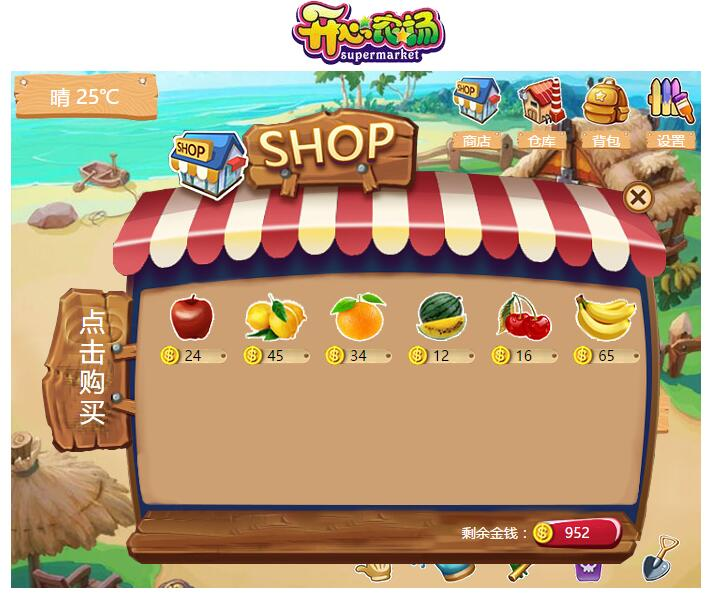 开心农场
supermarket
晴 25℃
SHOP
商店
仓库
背包
设置
SHOP
SHOP
点击购买
24
45
34
12
16
65
剩余金钱：
952